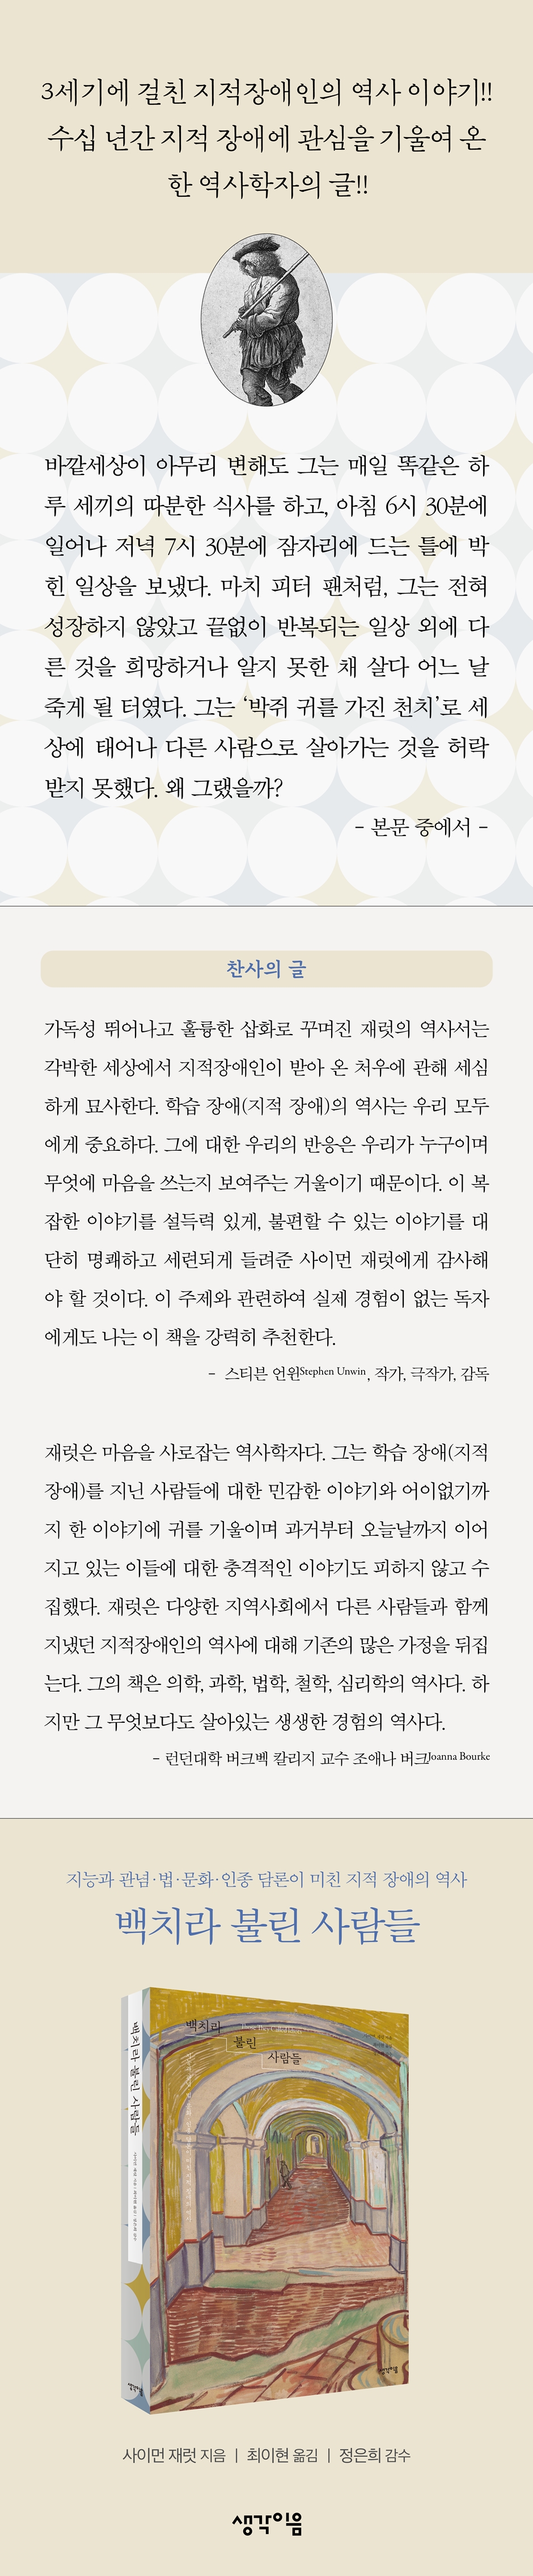 3세기에 걸친 지적장애인의 역사 이야기!!
수십 년간 지적 장애에 관심을 기울여 온
한 역사학자의 글!!
바깥세상이 아무리 변해도 그는 매일 똑같은 하
루 세끼의 따분한 식사를 하고, 아침 6시 30분에
일어나 저녁 7시 30분에 잠자리에 드는 틀에 박
힌 일상을 보냈다. 마치 피터 팬처럼, 그는 전혀
성장하지 않았고 끝없이 반복되는 일상 외에 다
른 것을 희망하거나 알지 못한 채 살다 어느 날
죽게 될 터였다. 그는 ‘박쥐 귀를 가진 천치’로 세
상에 태어나 다른 사람으로 살아가는 것을 허락
받지 못했다. 왜 그랬을까?
- 본문 중에서 -
찬사의 글
가독성 뛰어나고 훌륭한 삽화로 꾸며진 재럿의 역사서는
각박한 세상에서 지적장애인이 받아 온 처우에 관해 세심
하게 묘사한다. 학습 장애(지적 장애)의 역사는 우리 모두
에게 중요하다. 그에 대한 우리의 반응은 우리가 누구이며
무엇에 마음을 쓰는지 보여주는 거울이기 때문이다. 이 복
잡한 이야기를 설득력 있게, 불편할 수 있는 이야기를 대
단히 명쾌하고 세련되게 들려준 사이먼 재럿에게 감사해
야 할 것이다. 이 주제와 관련하여 실제 경험이 없는 독자
에게도 나는 이 책을 강력히 추천한다.
- 스티븐 언윈Stephen Unwin, 작가, 극작가, 감독
재럿은 마음을 사로잡는 역사학자다. 그는 학습 장애(지적
장애)를 지닌 사람들에 대한 민감한 이야기와 어이없기까
지 한 이야기에 귀를 기울이며 과거부터 오늘날까지 이어
지고 있는 이들에 대한 충격적인 이야기도 피하지 않고 수
집했다. 재럿은 다양한 지역사회에서 다른 사람들과 함께
지냈던 지적장애인의 역사에 대해 기존의 많은 가정을 뒤집
는다. 그의 책은 의학, 과학, 법학, 철학, 심리학의 역사다. 하
지만 그 무엇보다도 살아있는 생생한 경험의 역사다.
- 런던대학 버크벡 칼리지 교수 조애나 버크Joanna Bourke
지능과 관념·법·문화·인종 담론이 미친 지적 장애의 역사
백치라 불린 사람들
백치라
불린
사람들
백치라 불린 사람들
생각이음
생각이음
사이먼 재럿 지음 | 최이현 옮김 | 정은희 감수
생각이음